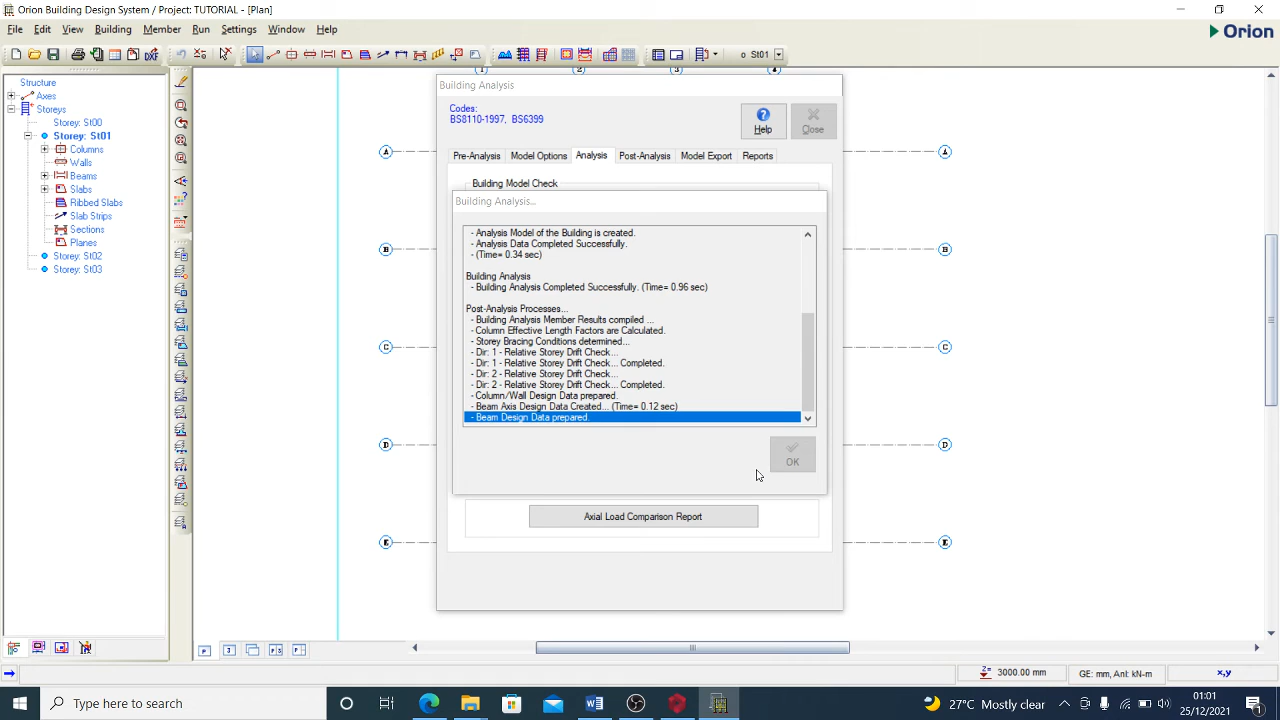 Orion Building Design System / Project: TUTORIAL - [Plan]
File Edit View Building Member Run Settings Window Help
Orion
DXF
St01
Structure
Axes
Storeys
Storey: St00
Storey: St01
Columns
Walls
Beams
Slabs
Ribbed Slabs
Slab Strips
Sections
Planes
Storey: St02
Storey: St03
1 2 3 4
A A
B B
C C
D D
E E
Building Analysis
Codes:
BS8110-1997, BS6399
Help
Close
Pre-Analysis Model Options Analysis Post-Analysis Model Export Reports
Building Model Check
Building Analysis...
- Analysis Model of the Building is created.
- Analysis Data Completed Successfully.
- (Time= 0.34 sec)
Building Analysis
- Building Analysis Completed Successfully. (Time= 0.96 sec)
Post-Analysis Processes...
- Building Analysis Member Results compiled ...
- Column Effective Length Factors are Calculated.
- Storey Bracing Conditions determined...
- Dir: 1 - Relative Storey Drift Check...
- Dir: 1 - Relative Storey Drift Check... Completed.
- Dir: 2 - Relative Storey Drift Check...
- Dir: 2 - Relative Storey Drift Check... Completed.
- Column/Wall Design Data prepared.
- Beam Axis Design Data Created... (Time= 0.12 sec)
- Beam Design Data prepared.
OK
Axial Load Comparison Report
Z=
3000.00 mm
GE: mm, Anl: kN-m
x,y
Type here to search
27°C Mostly clear
01:01
25/12/2021